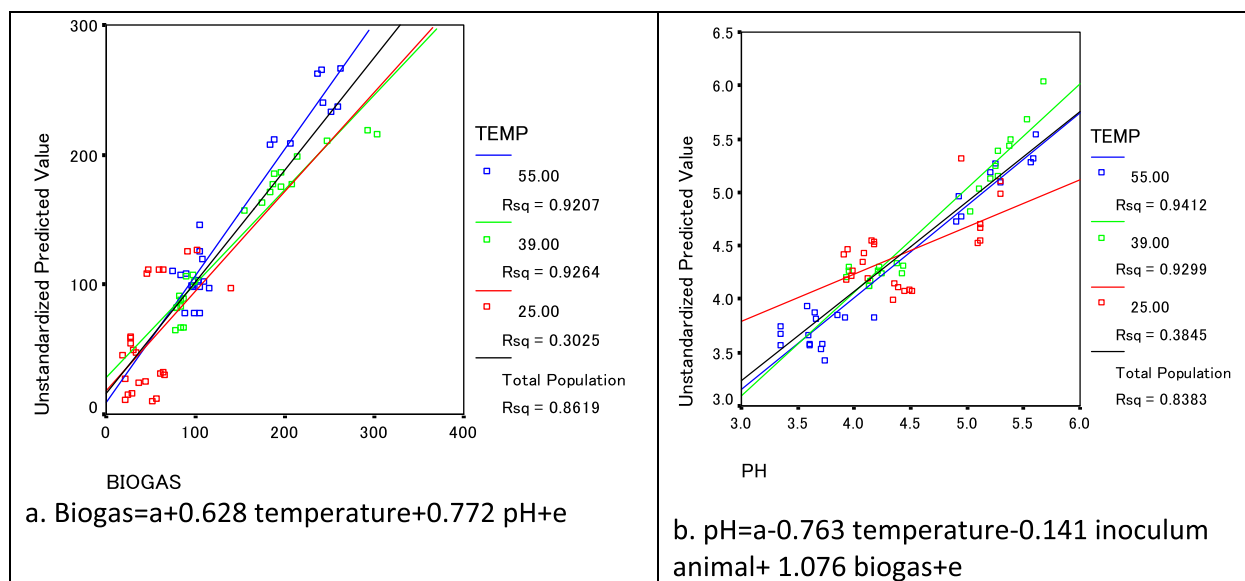 300
200
100
0
0 100 200 300 400
Unstandardized Predicted Value
BIOGAS
TEMP
55.00
Rsq = 0.9207
39.00
Rsq = 0.9264
25.00
Rsq = 0.3025
Total Population
Rsq = 0.8619
a. Biogas=a+0.628 temperature+0.772 pH+e
6.5
6.0
5.5
5.0
4.5
4.0
3.5
3.0
3.0 3.5 4.0 4.5 5.0 5.5 6.0
Unstandardized Predicted Value
PH
TEMP
55.00
Rsq = 0.9412
39.00
Rsq = 0.9299
25.00
Rsq = 0.3845
Total Population
Rsq = 0.8383
b. pH=a-0.763 temperature-0.141 inoculum
animal+ 1.076 biogas+e